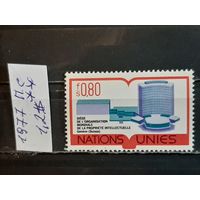 F.S. 0,80
SIÈGE
DE L'ORGANISATION
MONDIALE
DE LA PROPRIÉTÉ INTELLECTUELLE
Genève (Suisse)
NATIONS UNIES